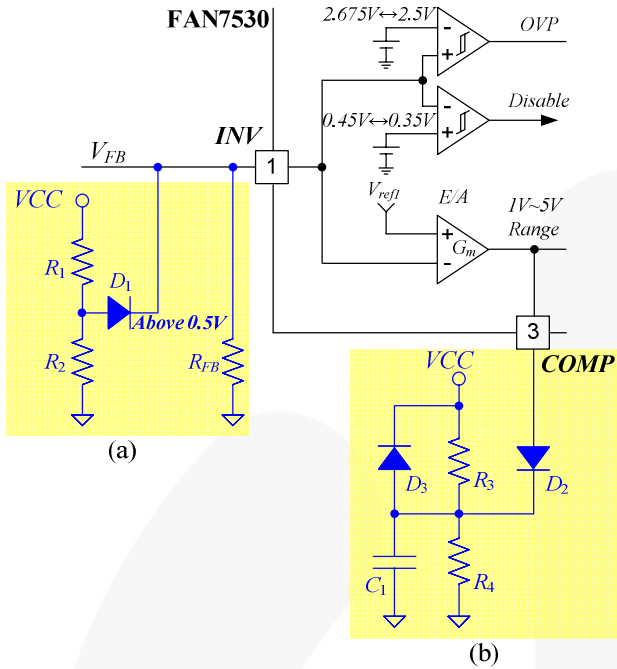 FAN7530
2.675V↔2.5V
OVP
0.45V↔0.35V
Disable
INV
V_FB
1
V_ref1
E/A
1V~5V
Range
G_m
+
-
+
-
+
-
VCC
R_1
D_1
Above 0.5V
R_2
R_FB
(a)
3
COMP
VCC
D_3
R_3
D_2
C_1
R_4
(b)